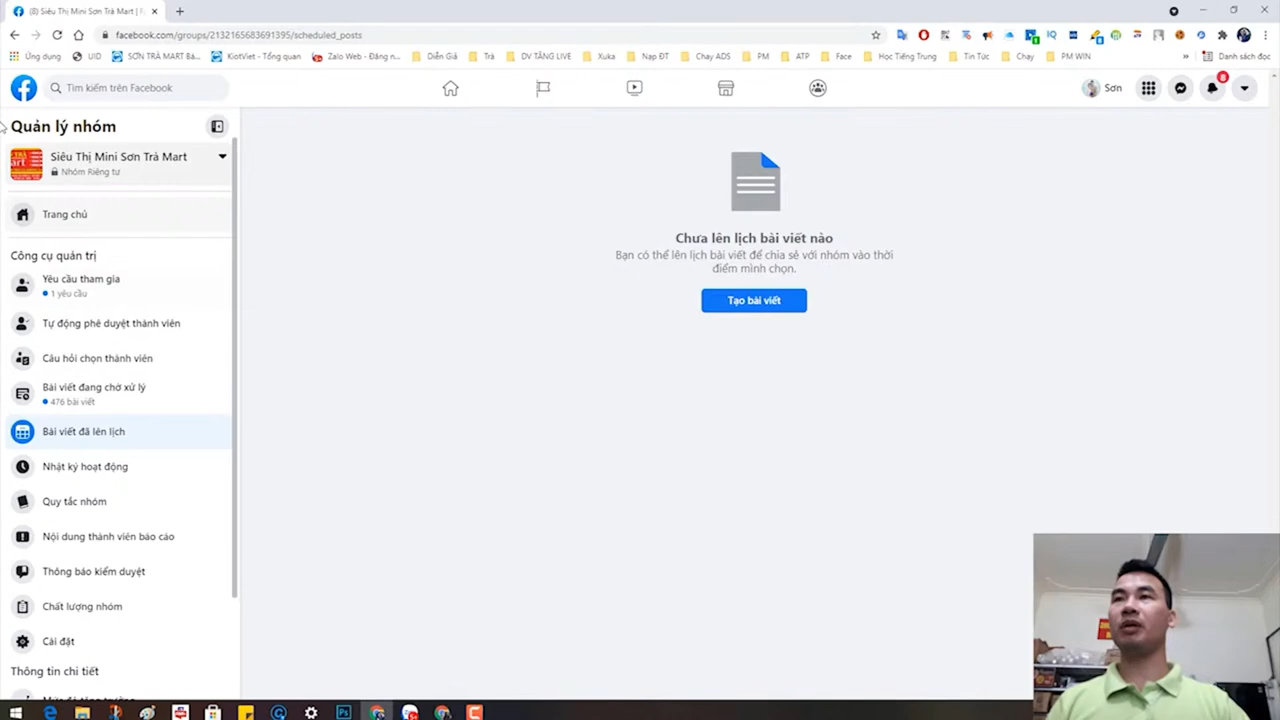 (8) Siêu Thị Mini Sơn Trà Mart | F
facebook.com/groups/2132165683691395/scheduled_posts
Ứng dụng
UID
SƠN TRÀ MART Bá...
KiotViet - Tổng quan
Zalo Web - Đăng n...
Diễn Giả
Trà
DV TĂNG LIVE
Xuka
Nạp ĐT
Chạy ADS
PM
ATP
Face
Học Tiếng Trung
Tin Tức
Chạy
PM WIN
»
Danh sách đọc
Tìm kiếm trên Facebook
Sơn
8
Quản lý nhóm
Siêu Thị Mini Sơn Trà Mart
Nhóm Riêng tư
Trang chủ
Công cụ quản trị
Yêu cầu tham gia
1 yêu cầu
Tự động phê duyệt thành viên
Câu hỏi chọn thành viên
Bài viết đang chờ xử lý
476 bài viết
Bài viết đã lên lịch
Nhật ký hoạt động
Quy tắc nhóm
Nội dung thành viên báo cáo
Thông báo kiểm duyệt
Chất lượng nhóm
Cài đặt
Thông tin chi tiết
Mức độ tăng trưởng
Chưa lên lịch bài viết nào
Bạn có thể lên lịch bài viết để chia sẻ với nhóm vào thời
điểm mình chọn.
Tạo bài viết